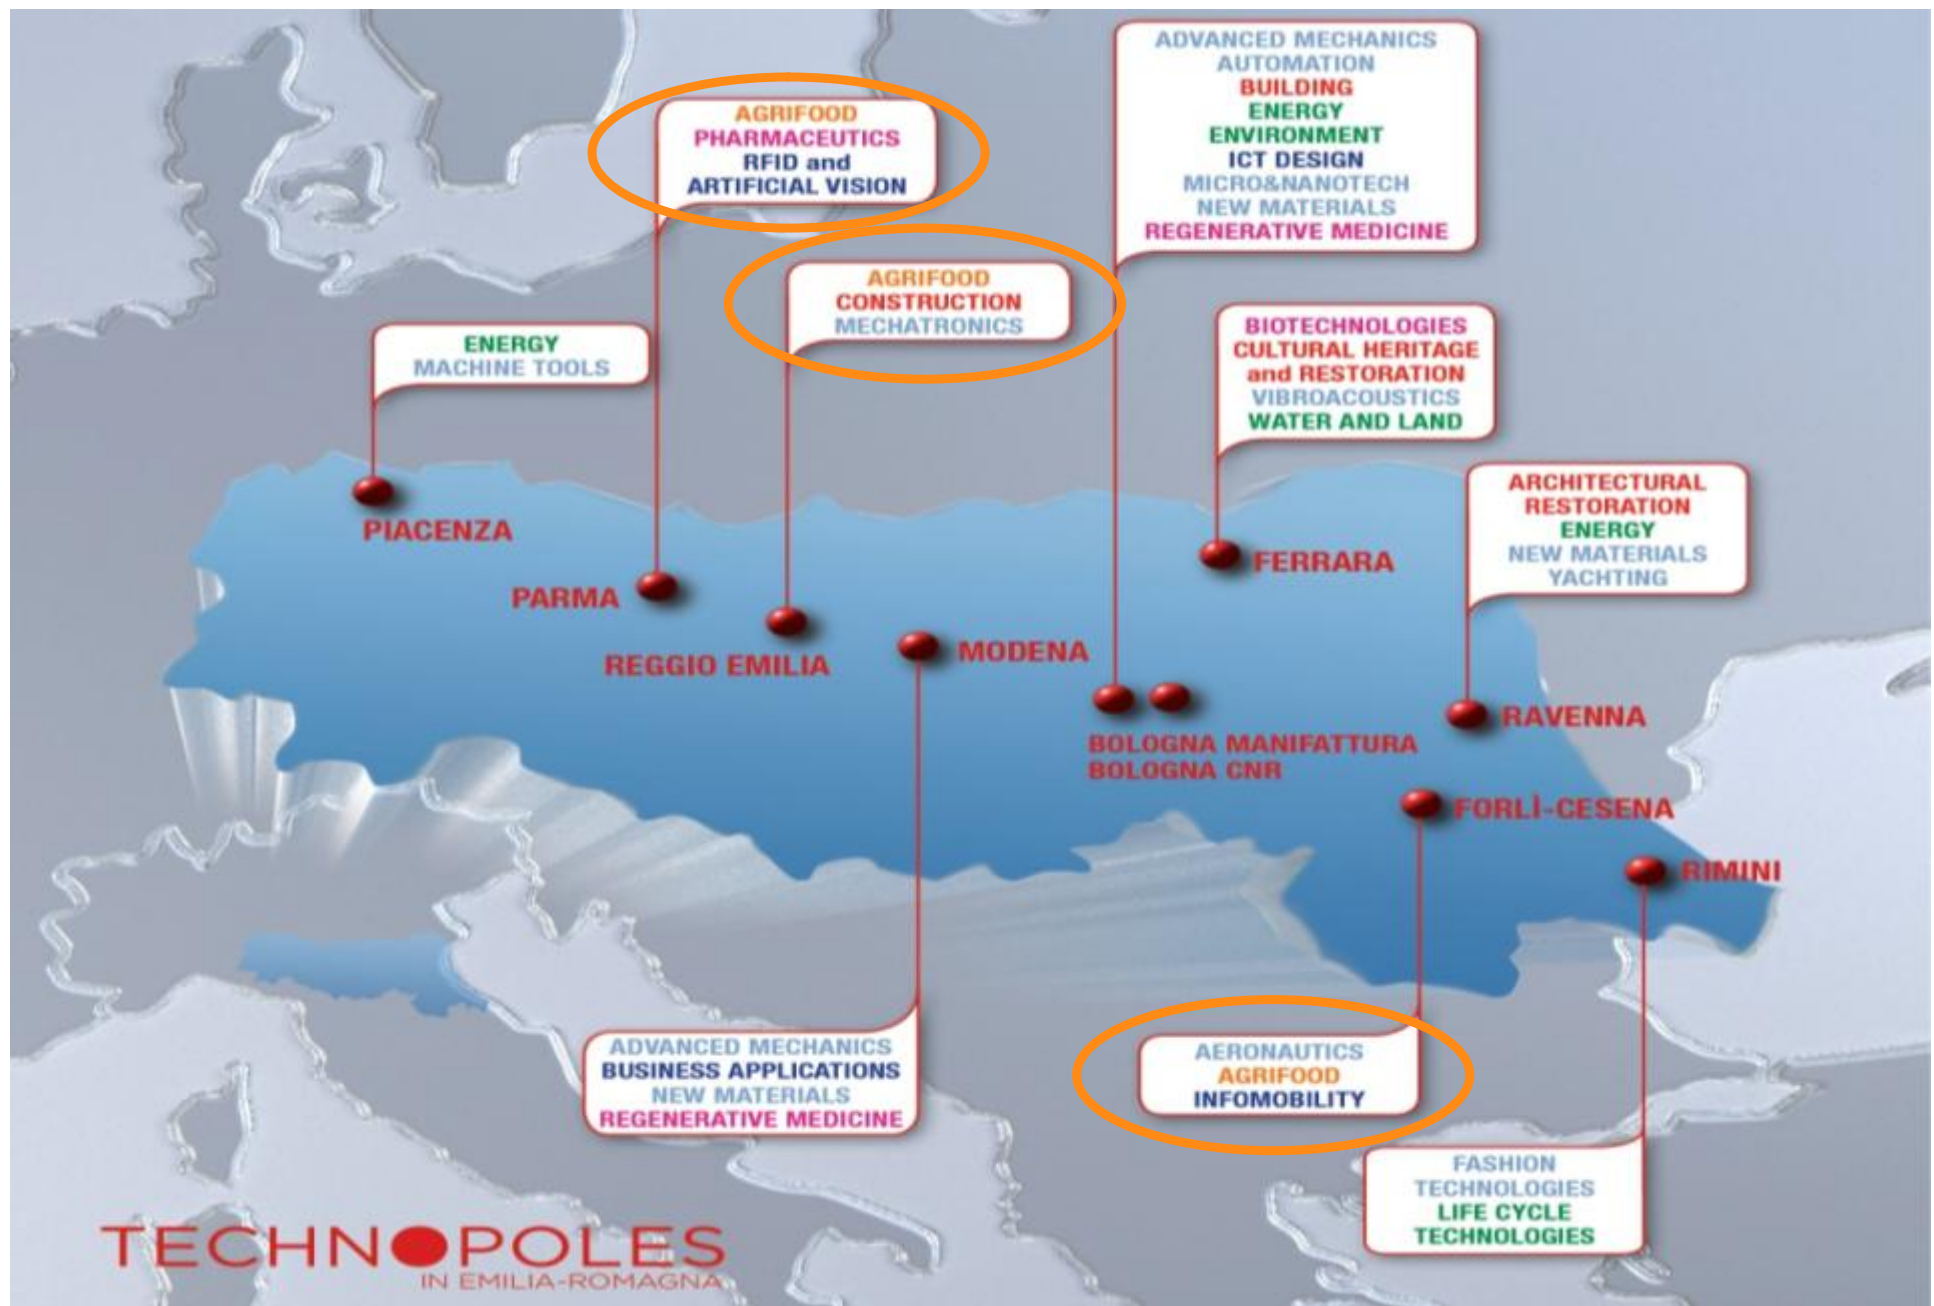 ADVANCED MECHANICS
AUTOMATION
BUILDING
ENERGY
ENVIRONMENT
ICT DESIGN
MICRO&NANOTECH
NEW MATERIALS
REGENERATIVE MEDICINE
AGRIFOOD
PHARMACEUTICS
RFID and
ARTIFICIAL VISION
AGRIFOOD
CONSTRUCTION
MECHATRONICS
ENERGY
MACHINE TOOLS
BIOTECHNOLOGIES
CULTURAL HERITAGE
and RESTORATION
VIBROACOUSTICS
WATER AND LAND
ARCHITECTURAL
RESTORATION
ENERGY
NEW MATERIALS
YACHTING
PIACENZA
PARMA
REGGIO EMILIA
MODENA
FERRARA
BOLOGNA MANIFATTURA
BOLOGNA CNR
RAVENNA
FORLÌ-CESENA
RIMINI
ADVANCED MECHANICS
BUSINESS APPLICATIONS
NEW MATERIALS
REGENERATIVE MEDICINE
AERONAUTICS
AGRIFOOD
INFOMOBILITY
FASHION
TECHNOLOGIES
LIFE CYCLE
TECHNOLOGIES
TECHNOPOLES
IN EMILIA-ROMAGNA